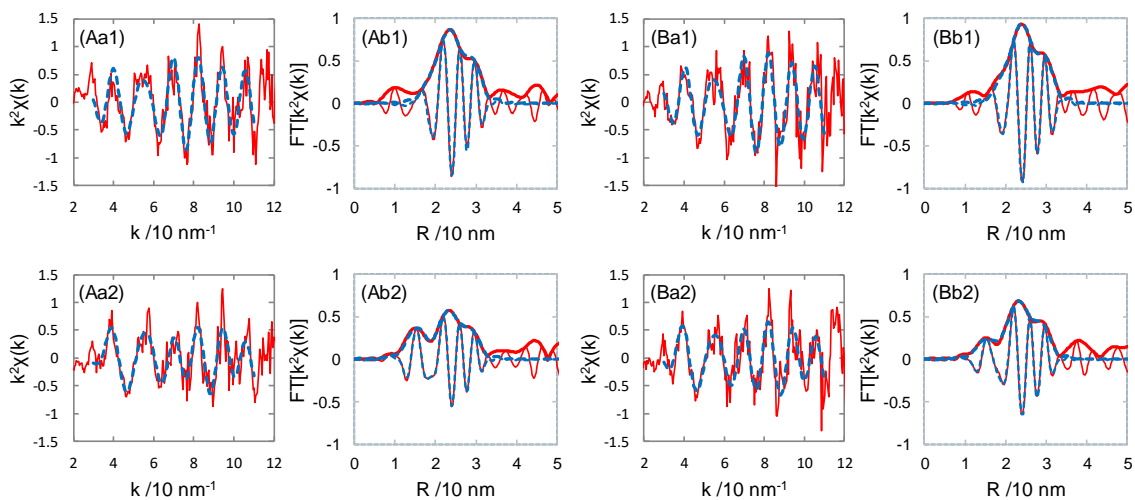 (Aa1)
k²χ(k)
1.5
1
0.5
0
-0.5
-1
-1.5
2 4 6 8 10 12
k /10 nm⁻¹
(Ab1)
FT[k²χ(k)]
1
0.5
0
-0.5
-1
0 1 2 3 4 5
R /10 nm
(Ba1)
k²χ(k)
1.5
1
0.5
0
-0.5
-1
-1.5
2 4 6 8 10 12
k /10 nm⁻¹
(Bb1)
FT[k²χ(k)]
1
0.5
0
-0.5
-1
0 1 2 3 4 5
R /10 nm
(Aa2)
k²χ(k)
1.5
1
0.5
0
-0.5
-1
-1.5
2 4 6 8 10 12
k /10 nm⁻¹
(Ab2)
FT[k²χ(k)]
1
0.5
0
-0.5
-1
0 1 2 3 4 5
R /10 nm
(Ba2)
k²χ(k)
1.5
1
0.5
0
-0.5
-1
-1.5
2 4 6 8 10 12
k /10 nm⁻¹
(Bb2)
FT[k²χ(k)]
1
0.5
0
-0.5
-1
0 1 2 3 4 5
R /10 nm